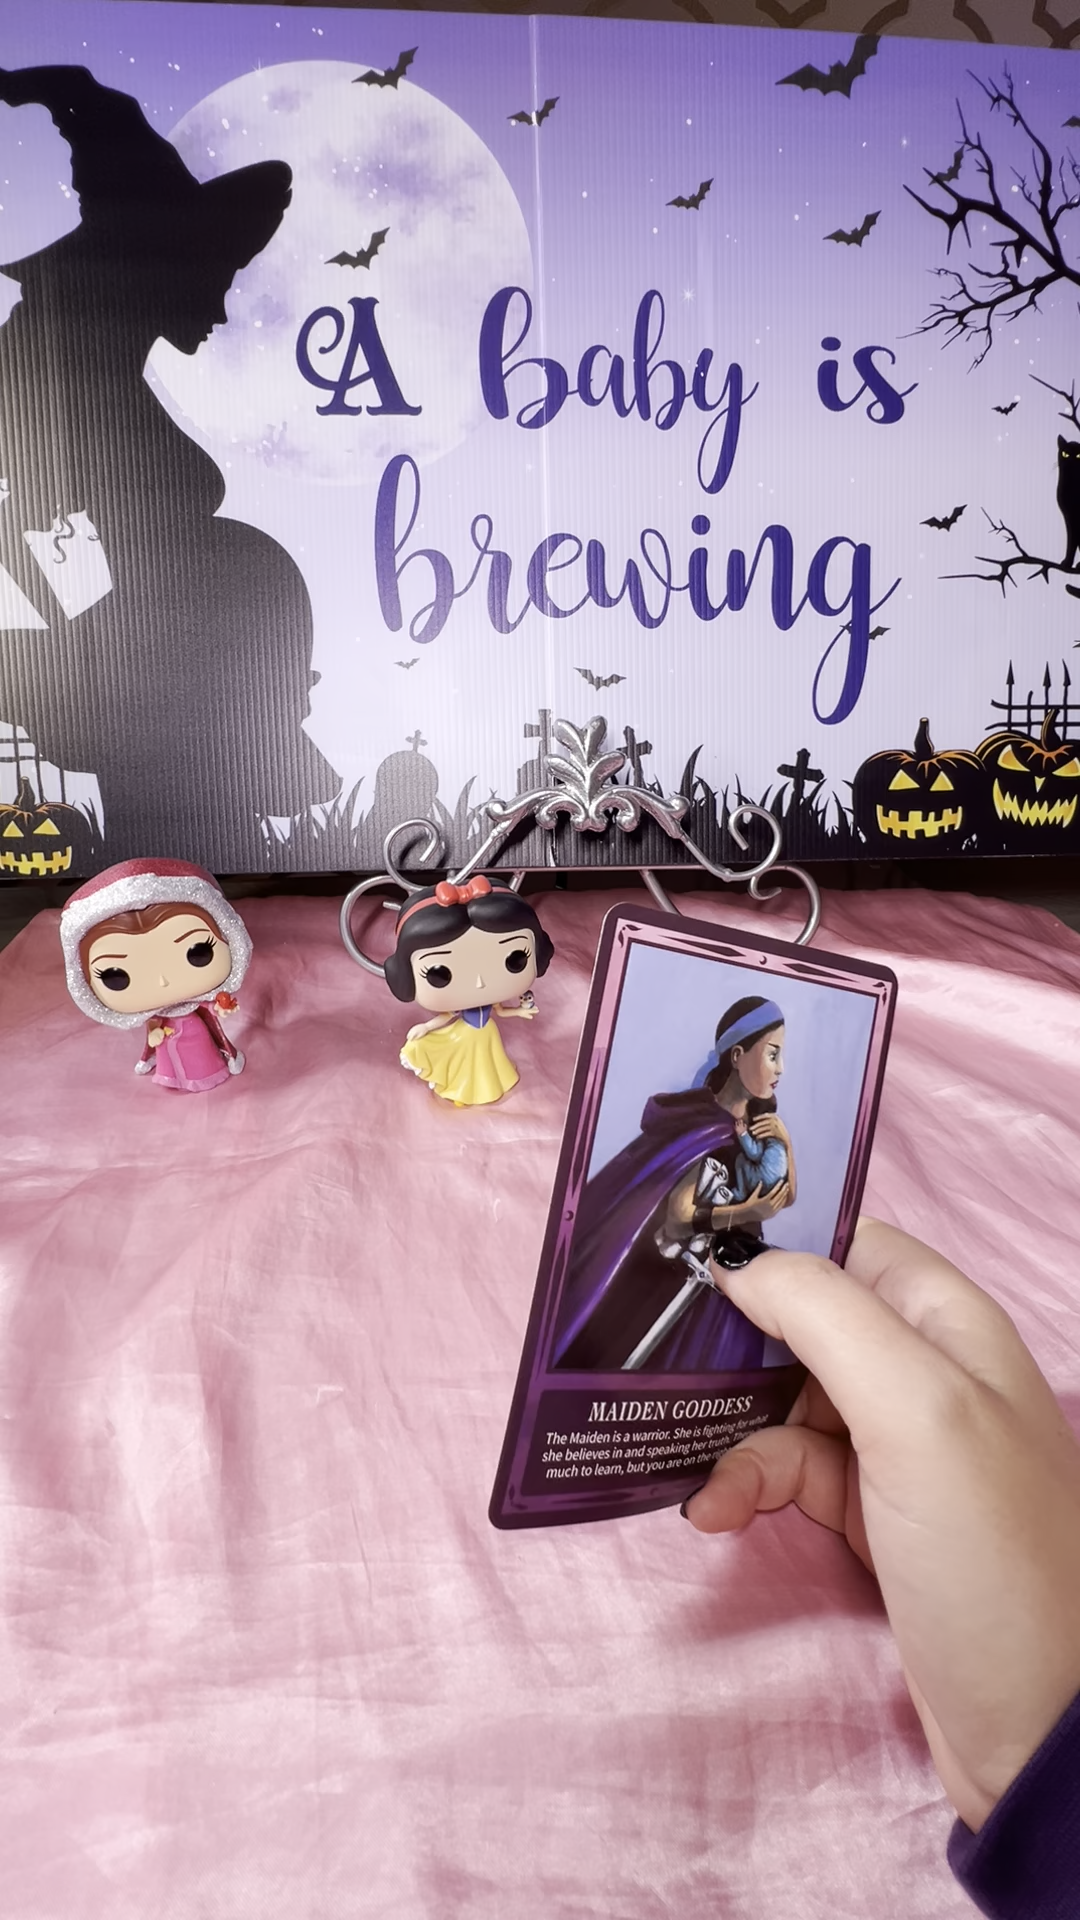 A baby is
brewing
MAIDEN GODDESS
The Maiden is a warrior. She is fighting for what
she believes in and speaking her truth.
much to learn, but you are on the